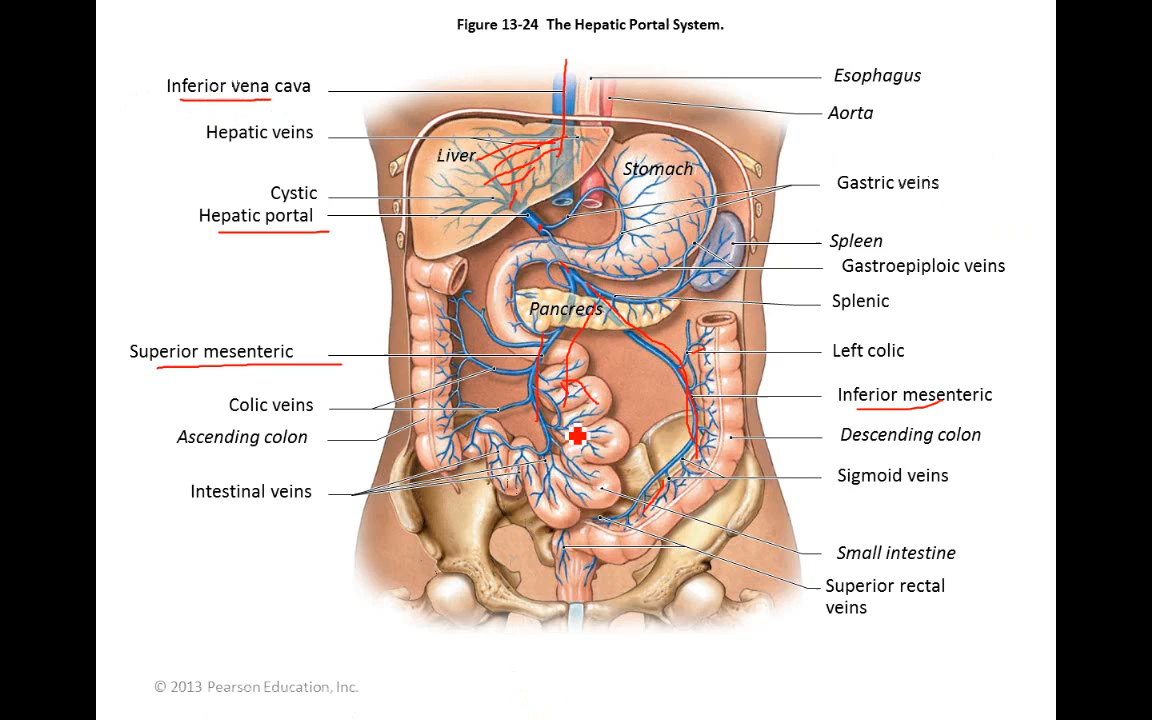 Figure 13-24 The Hepatic Portal System.
Inferior vena cava
Hepatic veins
Liver
Cystic
Hepatic portal
Superior mesenteric
Colic veins
Ascending colon
Intestinal veins
Stomach
Pancreas
Esophagus
Aorta
Gastric veins
Spleen
Gastroepiploic veins
Splenic
Left colic
Inferior mesenteric
Descending colon
Sigmoid veins
Small intestine
Superior rectal
veins
© 2013 Pearson Education, Inc.